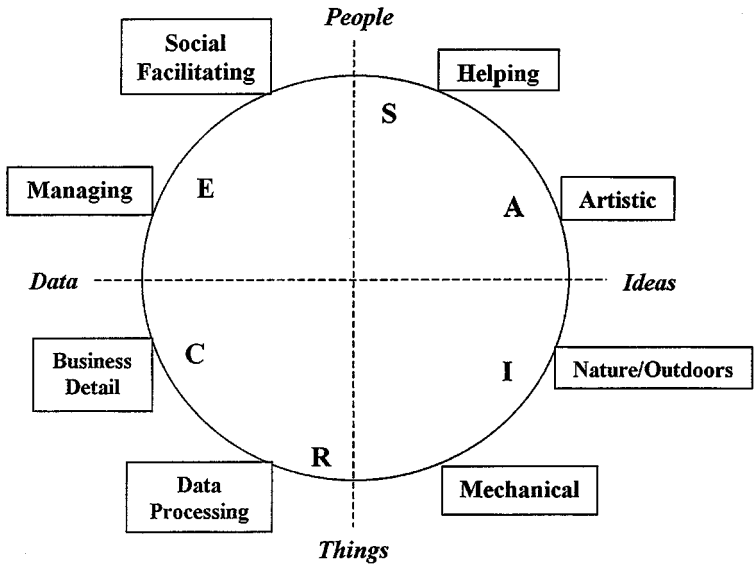 People
Social
Facilitating
Helping
S
Managing
E
A
Artistic
Data
Ideas
Business
Detail
C
I
Nature/Outdoors
R
Data
Processing
Mechanical
Things